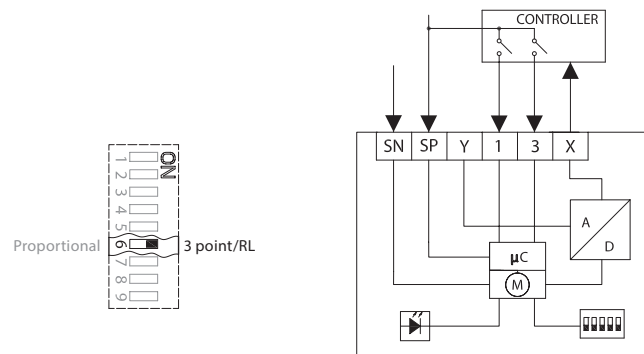 CONTROLLER
SN SP Y 1 3 X
ON
1
2
3
4
5
Proportional 6 3 point/RL
7
8
9
A
D
µC
M